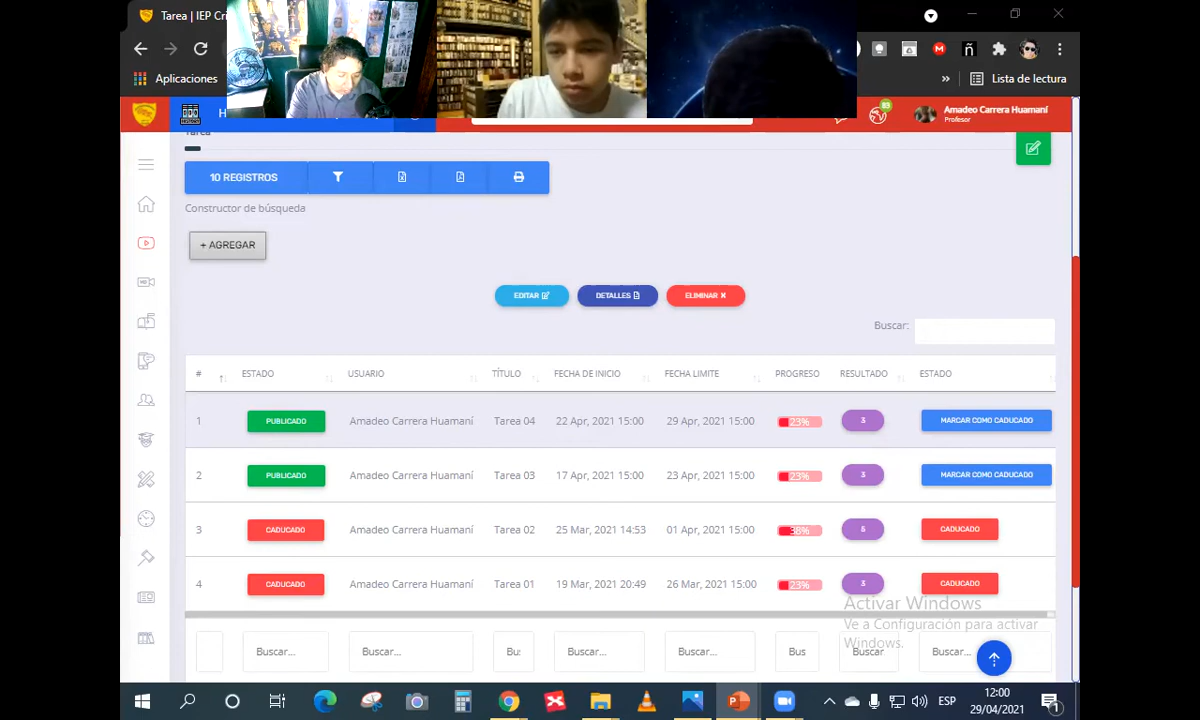 Tarea | IEP Cri
Aplicaciones
Lista de lectura
H
83
Amadeo Carrera Huamaní
Profesor
Tarea
10 REGISTROS
Constructor de búsqueda
+ AGREGAR
EDITAR DETALLES ELIMINAR
Buscar:
# ESTADO USUARIO TÍTULO FECHA DE INICIO FECHA LIMITE PROGRESO RESULTADO ESTADO
1 PUBLICADO Amadeo Carrera Huamaní Tarea 04 22 Apr, 2021 15:00 29 Apr, 2021 15:00 23% 3 MARCAR COMO CADUCADO
2 PUBLICADO Amadeo Carrera Huamaní Tarea 03 17 Apr, 2021 15:00 23 Apr, 2021 15:00 23% 3 MARCAR COMO CADUCADO
3 CADUCADO Amadeo Carrera Huamaní Tarea 02 25 Mar, 2021 14:53 01 Apr, 2021 15:00 38% 5 CADUCADO
4 CADUCADO Amadeo Carrera Huamaní Tarea 01 19 Mar, 2021 20:49 26 Mar, 2021 15:00 23% 3 CADUCADO
Activar Windows
Ve a Configuración para activar
Windows.
Buscar... Buscar... Bu: Buscar... Buscar... Bus Buscar Buscar...
ESP
12:00
29/04/2021
1